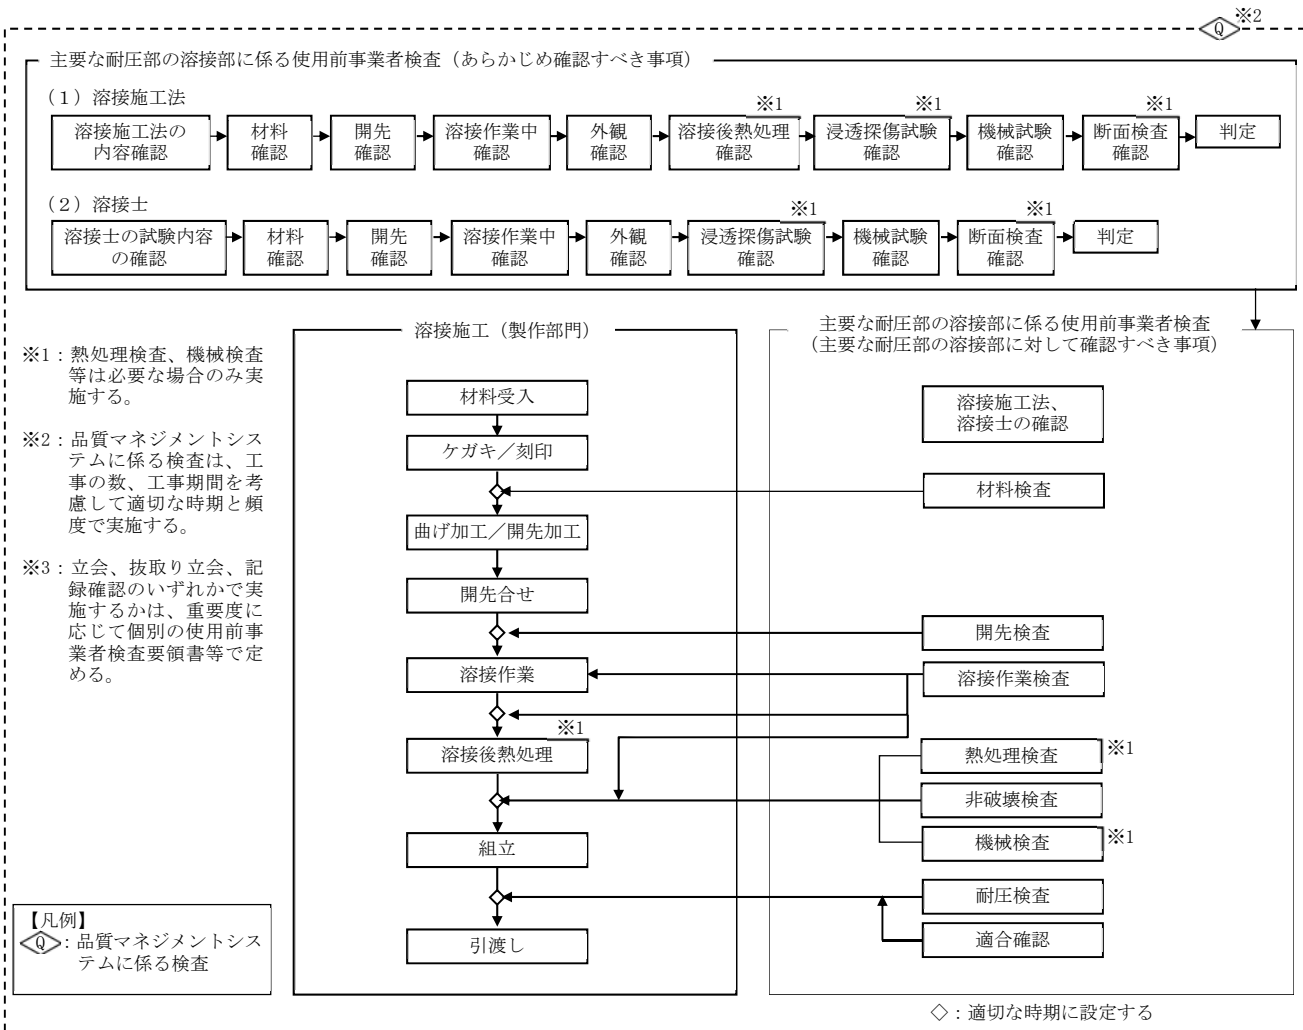 Q ※2
主要な耐圧部の溶接部に係る使用前事業者検査（あらかじめ確認すべき事項）
（１）溶接施工法
溶接施工法の
内容確認
材料
確認
開先
確認
溶接作業中
確認
外観
確認
※1
溶接後熱処理
確認
※1
浸透探傷試験
確認
機械試験
確認
※1
断面検査
確認
判定
（２）溶接士
溶接士の試験内容
の確認
材料
確認
開先
確認
溶接作業中
確認
外観
確認
※1
浸透探傷試験
確認
機械試験
確認
※1
断面検査
確認
判定
※1：熱処理検査、機械検査
等は必要な場合のみ実
施する。
※2：品質マネジメントシス
テムに係る検査は、工
事の数、工事期間を考
慮して適切な時期と頻
度で実施する。
※3：立会、抜取り立会、記
録確認のいずれかで実
施するかは、重要度に
応じて個別の使用前事
業者検査要領書等で定
める。
溶接施工（製作部門）
材料受入
ケガキ／刻印
曲げ加工／開先加工
開先合せ
溶接作業
※1
溶接後熱処理
組立
引渡し
主要な耐圧部の溶接部に係る使用前事業者検査
（主要な耐圧部の溶接部に対して確認すべき事項）
溶接施工法、
溶接士の確認
材料検査
開先検査
溶接作業検査
熱処理検査 ※1
非破壊検査
機械検査 ※1
耐圧検査
適合確認
【凡例】
Q：品質マネジメントシス
テムに係る検査
◇：適切な時期に設定する